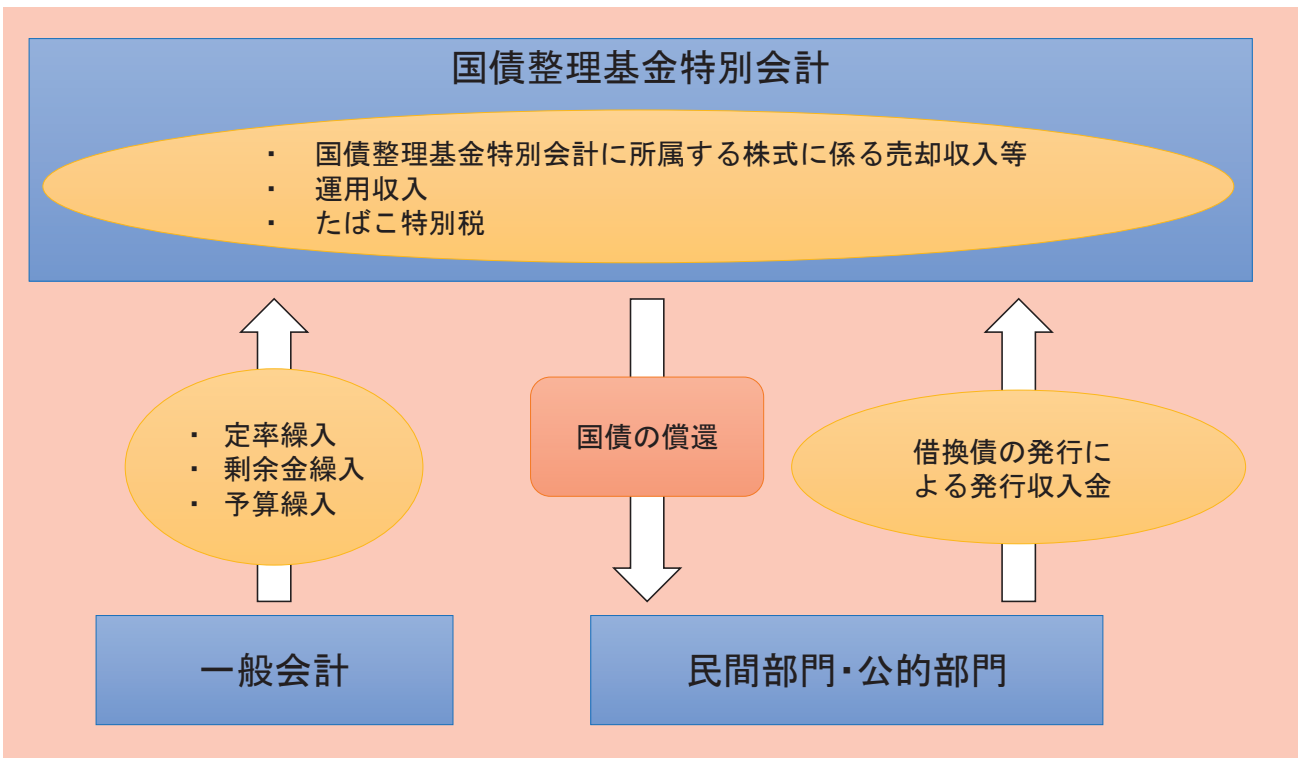 国債整理基金特別会計
・ 国債整理基金特別会計に所属する株式に係る売却収入等
・ 運用収入
・ たばこ特別税
・ 定率繰入
・ 剰余金繰入
・ 予算繰入
国債の償還
借換債の発行に
よる発行収入金
一般会計
民間部門・公的部門